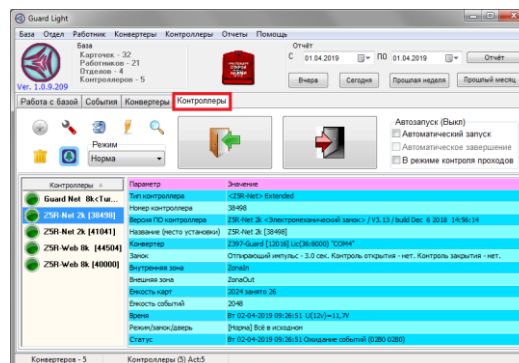 Guard Light
База Отдел Работник Конвертеры Контроллеры Отчеты Помощь
База
Карточек - 32
Работников - 21
Отделов - 4
Контроллеров - 5
Ver. 1.0.9.209
Отчёт
С 01.04.2019 ПО 01.04.2019 Отчёт
Вчера Сегодня Прошлая неделя Прошлый месяц
Работа с базой События Конвертеры Контроллеры
Режим
Норма
Автозапуск (Выкл)
Автоматический запуск
Автоматическое завершение
В режиме контроля проходов
Контроллеры Параметр Значение
Guard Net 8k<Tur...
Z5R-Net 2k [38498]
Z5R-Net 2k [41041]
Z5R-Web 8k [44504]
Z5R-Web 8k [40000]
Тип контроллера <Z5R-Net> Extended
Номер контроллера 38498
Версия ПО контроллера Z5R-Net 2k <Электромеханический замок> / V3.13 / build Dec 6 2018 14:56:14
Название (место установки) Z5R-Net 2k [38498]
Конвертер Z397-Guard [12018] Lic[36:8000] "COM4"
Замок Отпирающий импульс - 3.0 сек. Контроль открытия - нет. Контроль закрытия - нет.
Внутренняя зона ZonaIn
Внешняя зона ZonaOut
Емкость карт 2024 занято 26
Емкость событий 2048
Время Вт 02-04-2019 09:26:51 U(12v)=11,7V
Режим/замок/дверь [Норма] Всё в исходном
Статус Вт 02-04-2019 09:26:51 Ожидание событий (02B0 02B0)
Конвертеров - 5 Контроллеры (5) Act:5